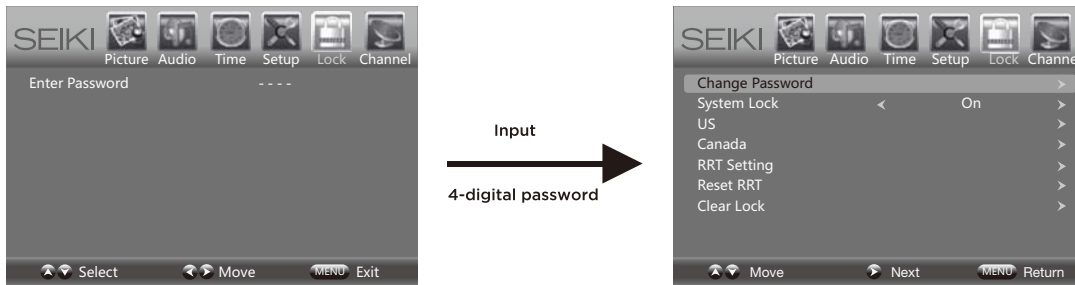 SEIKI
Picture Audio Time Setup Lock Channel
Enter Password - - - -
Select Move MENU Exit
Input
4-digital password
SEIKI
Picture Audio Time Setup Lock Channe
Change Password
System Lock On
US
Canada
RRT Setting
Reset RRT
Clear Lock
Move Next MENU Return